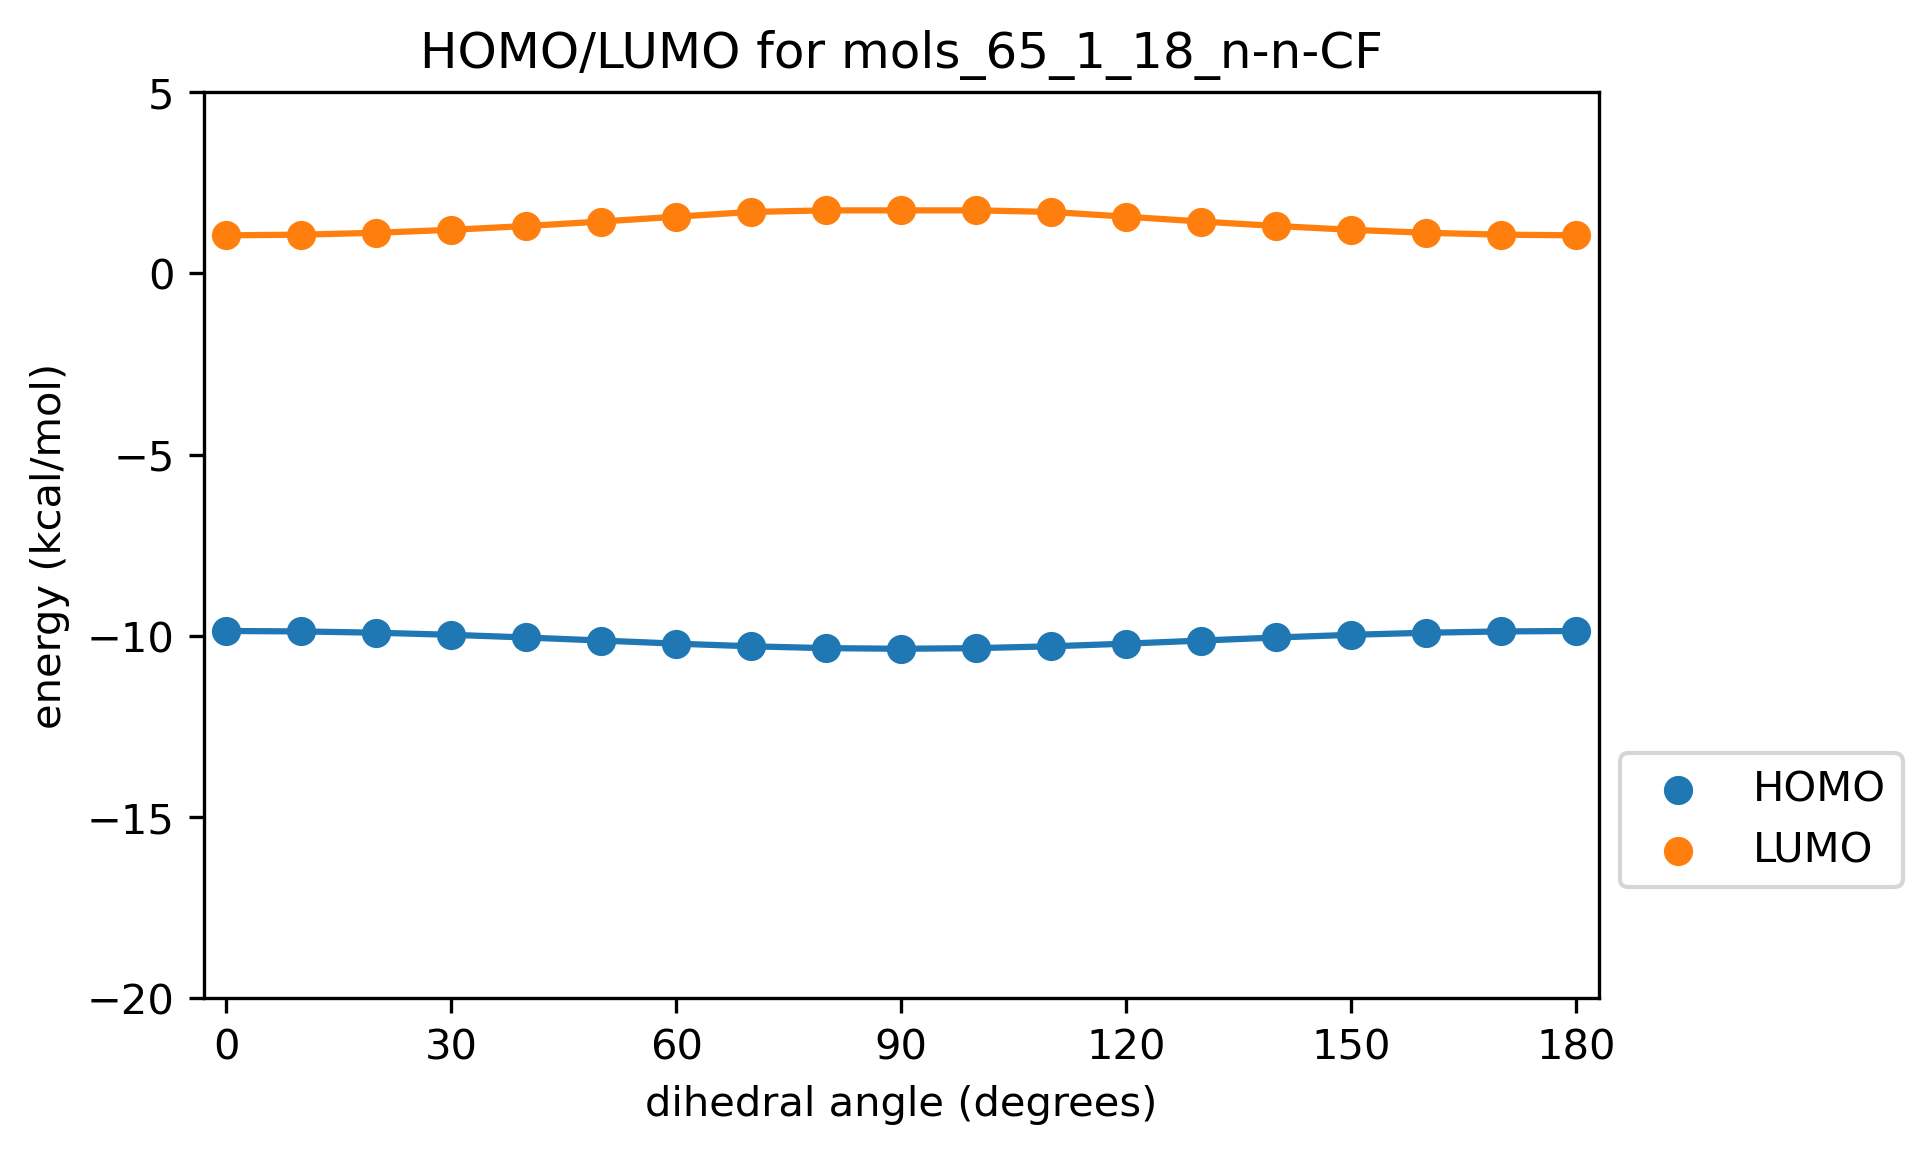 HOMO/LUMO for mols_65_1_18_n-n-CF
5
0
−5
−10
−15
−20
energy (kcal/mol)
0 30 60 90 120 150 180
dihedral angle (degrees)
HOMO
LUMO